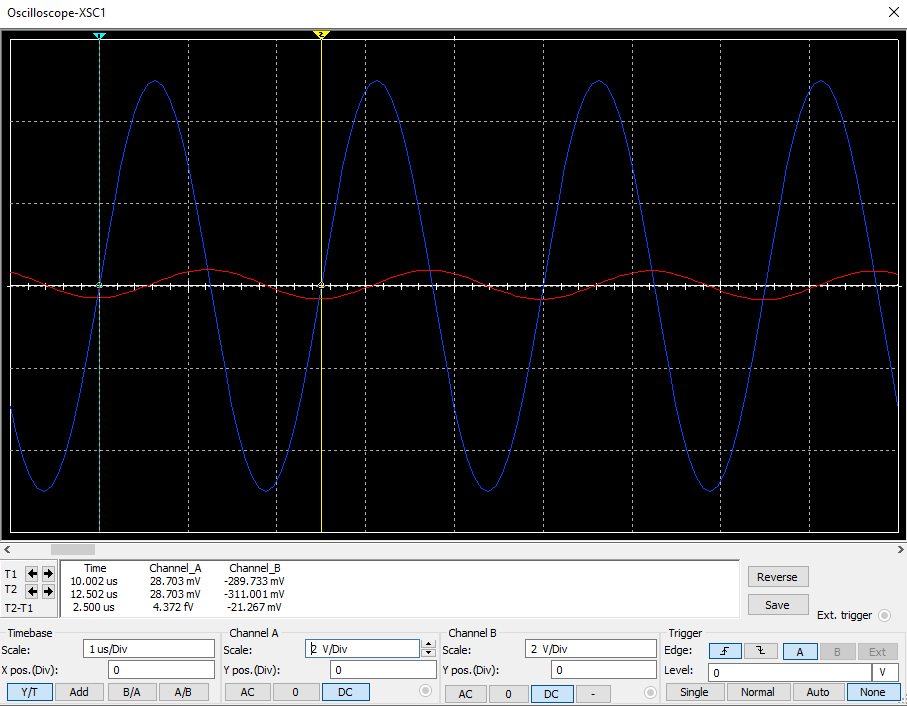 Oscilloscope-XSC1
1 2
Time Channel_A Channel_B
T1 10.002 us 28.703 mV -289.733 mV
T2 12.502 us 28.703 mV -311.001 mV
T2-T1 2.500 us 4.372 fV -21.267 mV
Reverse
Save
Ext. trigger
Timebase
Scale: 1 us/Div
X pos.(Div): 0
Y/T Add B/A A/B
Channel A
Scale: 2 V/Div
Y pos.(Div): 0
AC 0 DC
Channel B
Scale: 2 V/Div
Y pos.(Div): 0
AC 0 DC -
Trigger
Edge: A B Ext
Level: 0 V
Single Normal Auto None